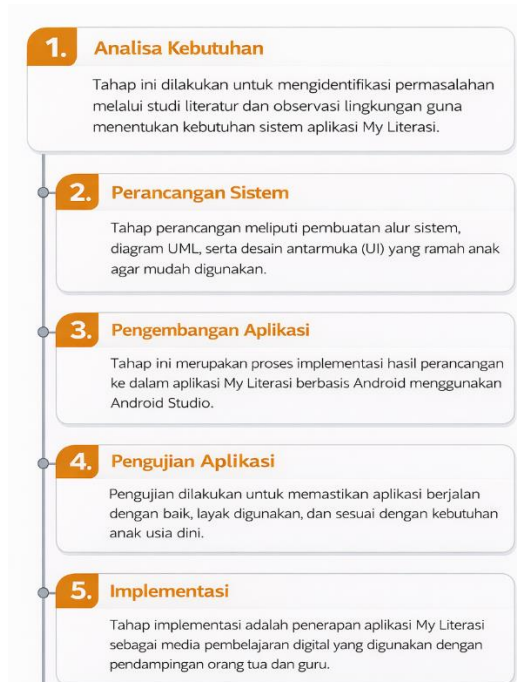 1. Analisa Kebutuhan
Tahap ini dilakukan untuk mengidentifikasi permasalahan
melalui studi literatur dan observasi lingkungan guna
menentukan kebutuhan sistem aplikasi My Literasi.
2. Perancangan Sistem
Tahap perancangan meliputi pembuatan alur sistem,
diagram UML, serta desain antarmuka (UI) yang ramah anak
agar mudah digunakan.
3. Pengembangan Aplikasi
Tahap ini merupakan proses implementasi hasil perancangan
ke dalam aplikasi My Literasi berbasis Android menggunakan
Android Studio.
4. Pengujian Aplikasi
Pengujian dilakukan untuk memastikan aplikasi berjalan
dengan baik, layak digunakan, dan sesuai dengan kebutuhan
anak usia dini.
5. Implementasi
Tahap implementasi adalah penerapan aplikasi My Literasi
sebagai media pembelajaran digital yang digunakan dengan
pendampingan orang tua dan guru.